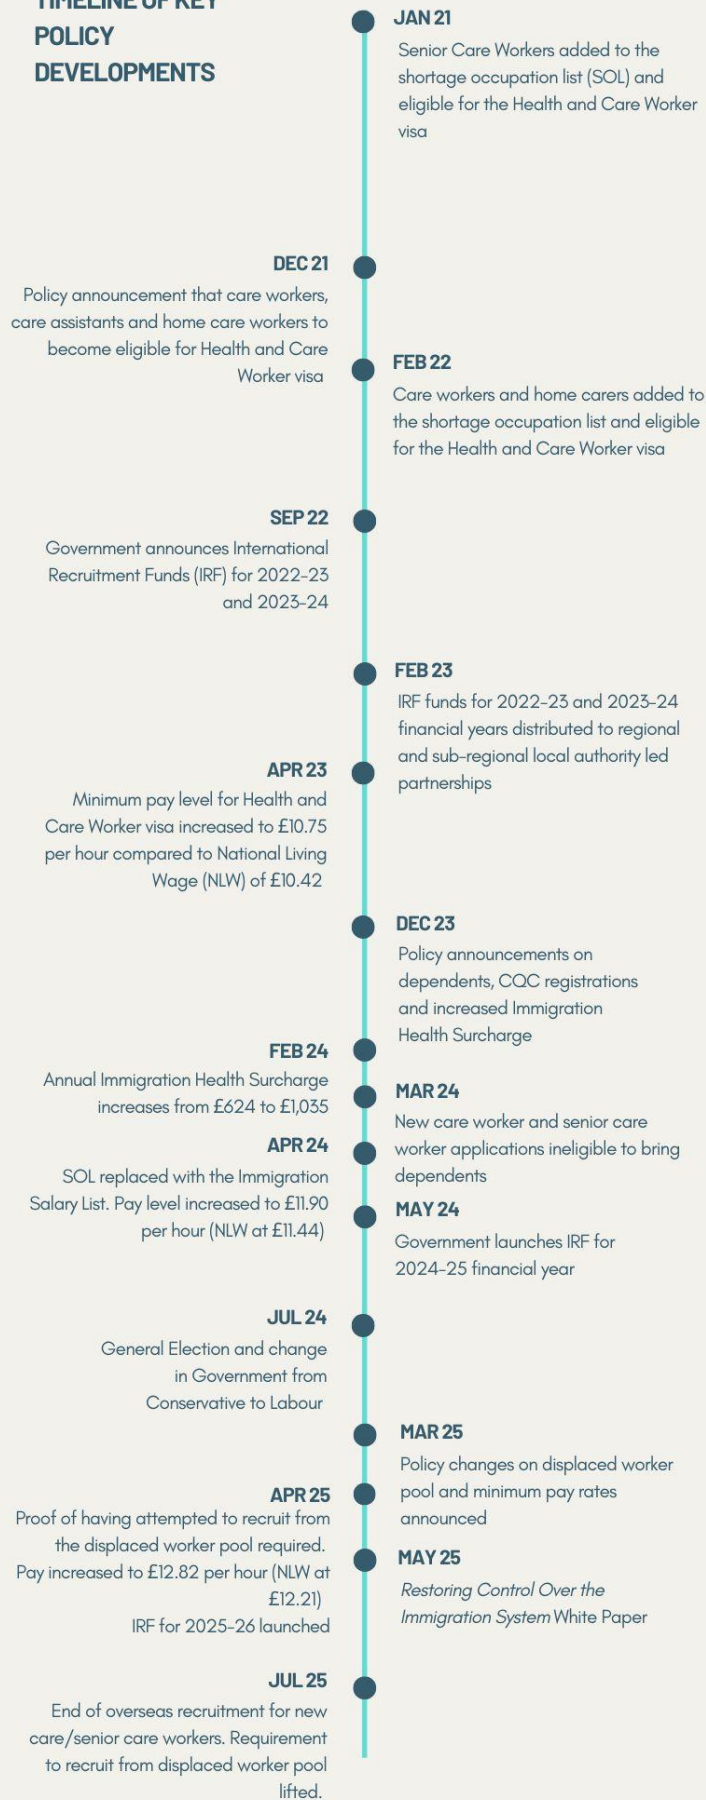 TIMELINE OF KEY
POLICY
DEVELOPMENTS
JAN 21
Senior Care Workers added to the
shortage occupation list (SOL) and
eligible for the Health and Care Worker
visa
DEC 21
Policy announcement that care workers,
care assistants and home care workers to
become eligible for Health and Care
Worker visa
FEB 22
Care workers and home carers added to
the shortage occupation list and eligible
for the Health and Care Worker visa
SEP 22
Government announces International
Recruitment Funds (IRF) for 2022-23
and 2023-24
FEB 23
IRF funds for 2022-23 and 2023-24
financial years distributed to regional
and sub-regional local authority led
partnerships
APR 23
Minimum pay level for Health and
Care Worker visa increased to £10.75
per hour compared to National Living
Wage (NLW) of £10.42
DEC 23
Policy announcements on
dependents, CQC registrations
and increased Immigration
Health Surcharge
FEB 24
Annual Immigration Health Surcharge
increases from £624 to £1,035
MAR 24
New care worker and senior care
worker applications ineligible to bring
dependents
APR 24
SOL replaced with the Immigration
Salary List. Pay level increased to £11.90
per hour (NLW at £11.44)
MAY 24
Government launches IRF for
2024-25 financial year
JUL 24
General Election and change
in Government from
Conservative to Labour
MAR 25
Policy changes on displaced worker
pool and minimum pay rates
announced
APR 25
Proof of having attempted to recruit from
the displaced worker pool required.
Pay increased to £12.82 per hour (NLW at
£12.21)
IRF for 2025-26 launched
MAY 25
Restoring Control Over the
Immigration System White Paper
JUL 25
End of overseas recruitment for new
care/senior care workers. Requirement
to recruit from displaced worker pool
lifted.